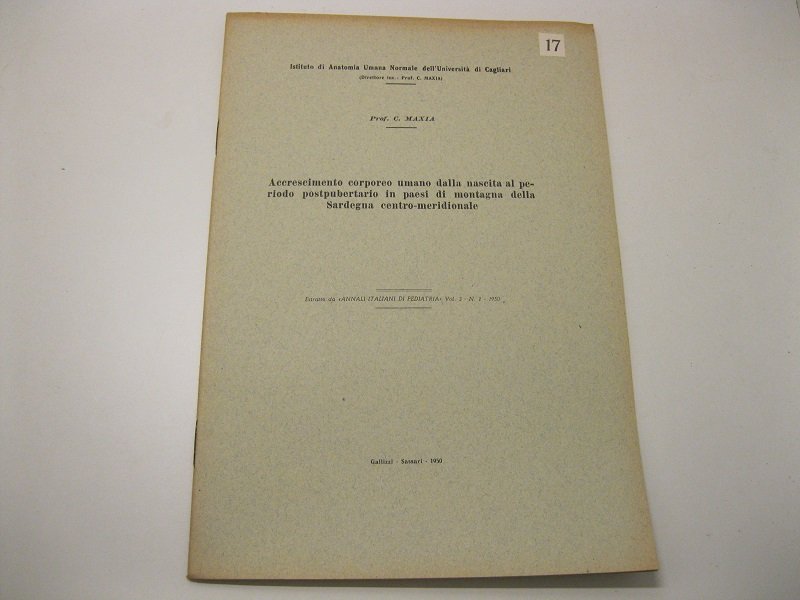 17
Istituto di Anatomia Umana Normale dell'Università di Cagliari
(Direttore inc.: Prof. C. MAXIA)
Prof. C. MAXIA
Accrescimento corporeo umano dalla nascita al pe-
riodo postpubertario in paesi di montagna della
Sardegna centro-meridionale
Estratto da «ANNALI ITALIANI DI PEDIATRIA» Vol. 3 - N. 1 - 1950
Gallizzi - Sassari - 1950